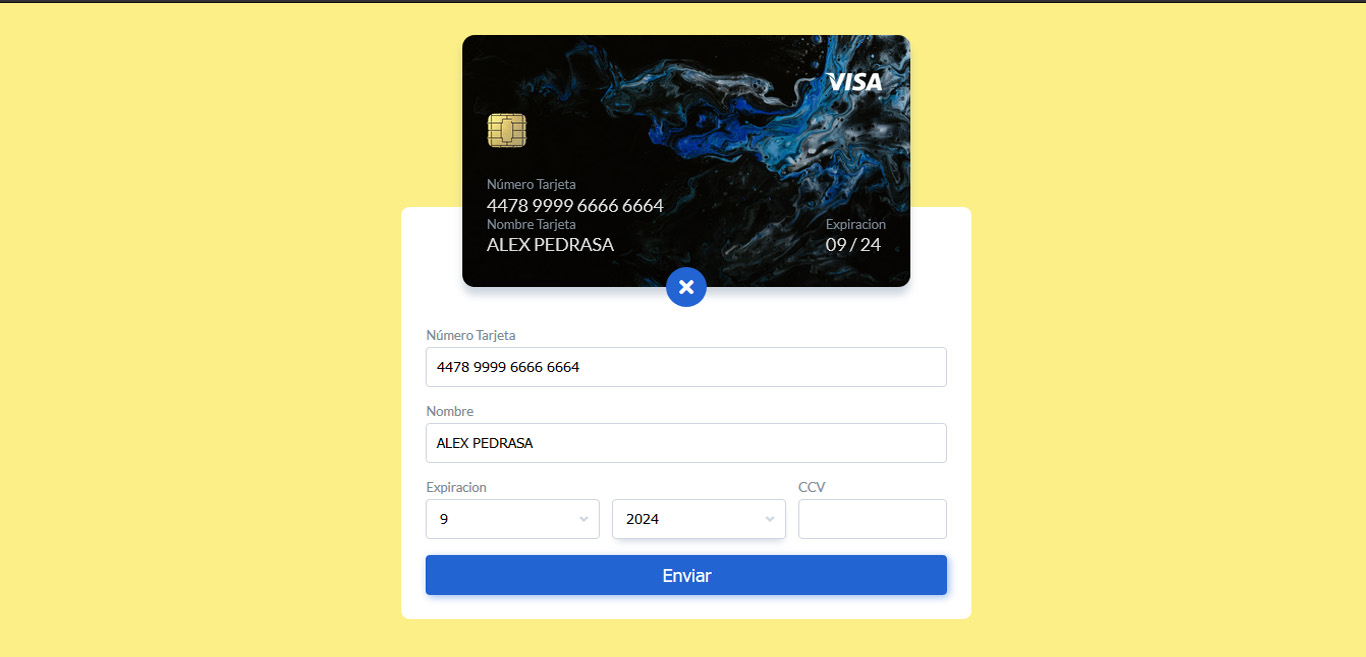 VISA
Número Tarjeta
4478 9999 6666 6664
Nombre Tarjeta
ALEX PEDRASA
Expiracion
09 / 24
Número Tarjeta
4478 9999 6666 6664
Nombre
ALEX PEDRASA
Expiracion
CCV
9
2024
Enviar